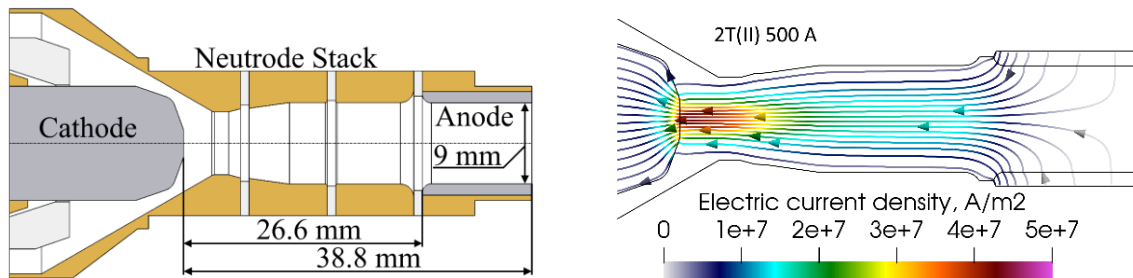 Neutrode Stack
Cathode
Anode
9 mm
26.6 mm
38.8 mm
2T(II) 500 A
Electric current density, A/m2
0 1e+7 2e+7 3e+7 4e+7 5e+7